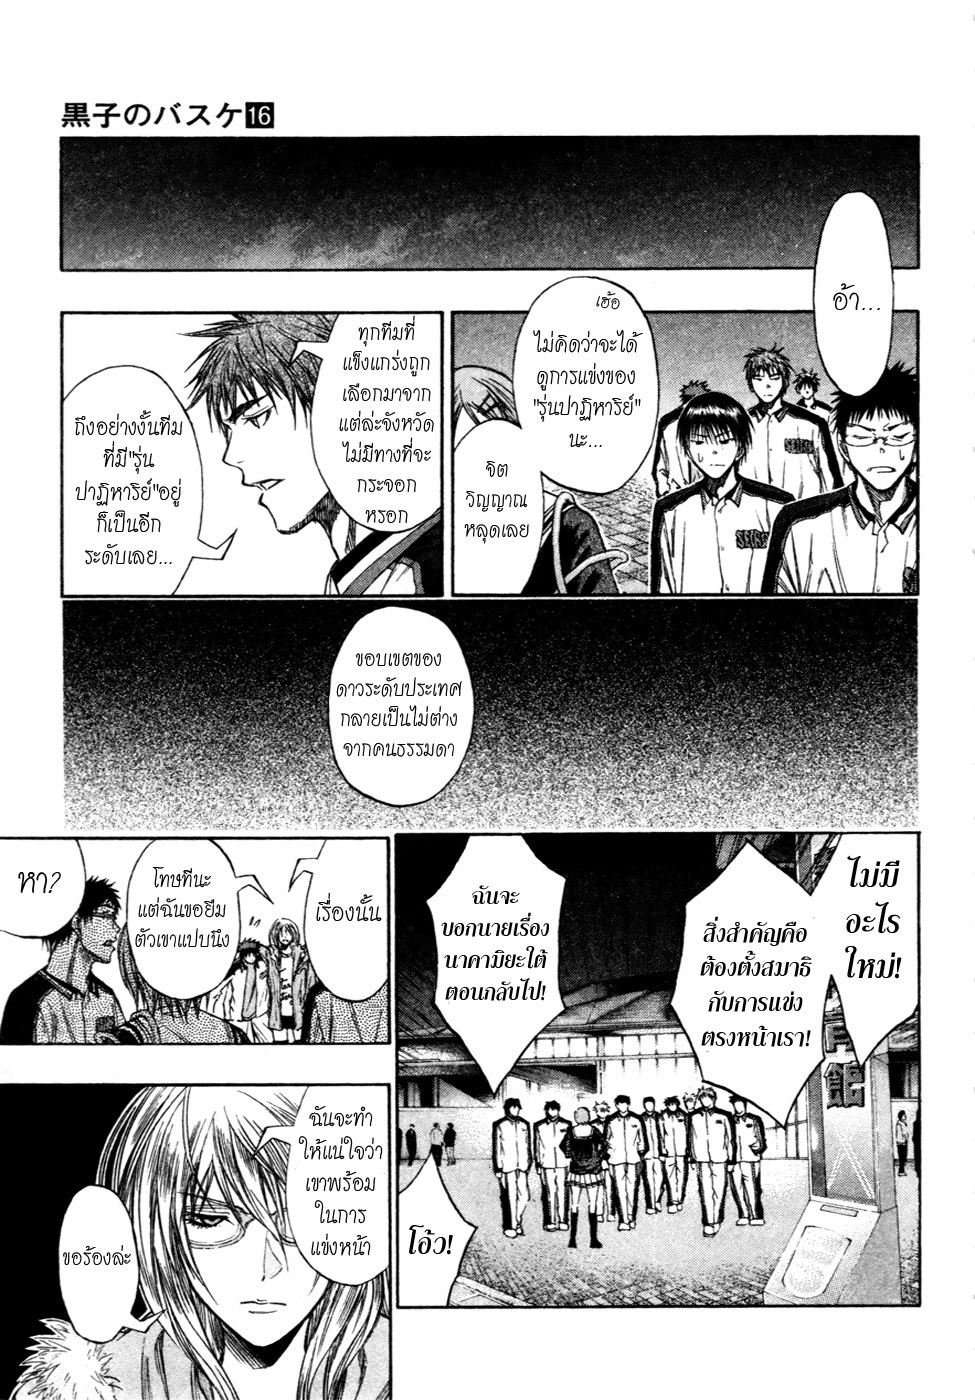 黒子のバスケ16
อ้า...
เฮ้อ
ไม่คิดว่าจะได้
ดูการแข่งของ
"รุ่นปาฏิหาริย์"
นะ...
จิต
วิญญาณ
หลุดเลย
SEIRIN
SEIRIN
ทุกทีมที่
แข็งแกร่งถูก
เลือกมาจาก
แต่ล่ะจังหวัด
ไม่มีทางที่จะ
กระจอก
หรอก
ถึงอย่างงั้นทีม
ที่มี"รุ่น
ปาฏิหาริย์"อยู่
ก็เป็นอีก
ระดับเลย...
ขอบเขตของ
ดาวระดับประเทศ
กลายเป็นไม่ต่าง
จากคนธรรมดา
ไม่มี
อะไร
ใหม่!
สิ่งสำคัญคือ
ต้องตั้งสมาธิ
กับการแข่ง
ตรงหน้าเรา!
ฉันจะ
บอกนายเรื่อง
นาคามิยะใต้
ตอนกลับไป!
โอ้ว!
館
เรื่องนั้น
โทษทีนะ
แต่ฉันขอยืม
ตัวเขาแปบนึง
หา?
ฉันจะทำ
ให้แน่ใจว่า
เขาพร้อม
ในการ
แข่งหน้า
ขอร้องล่ะ